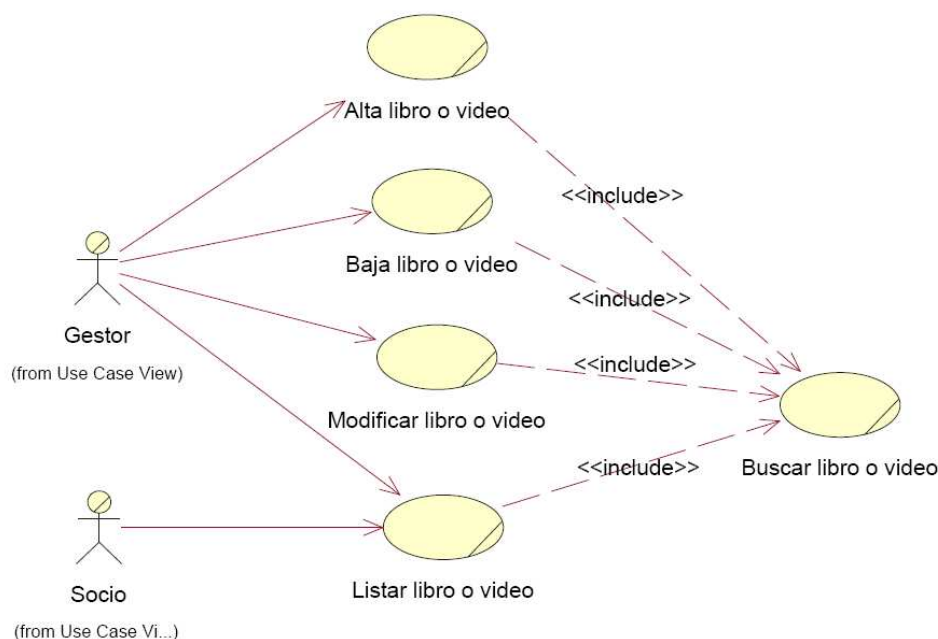 Alta libro o video
<<include>>
Baja libro o video
<<include>>
Gestor
(from Use Case View)
<<include>>
Modificar libro o video
<<include>>
Buscar libro o video
Listar libro o video
Socio
(from Use Case Vi...)